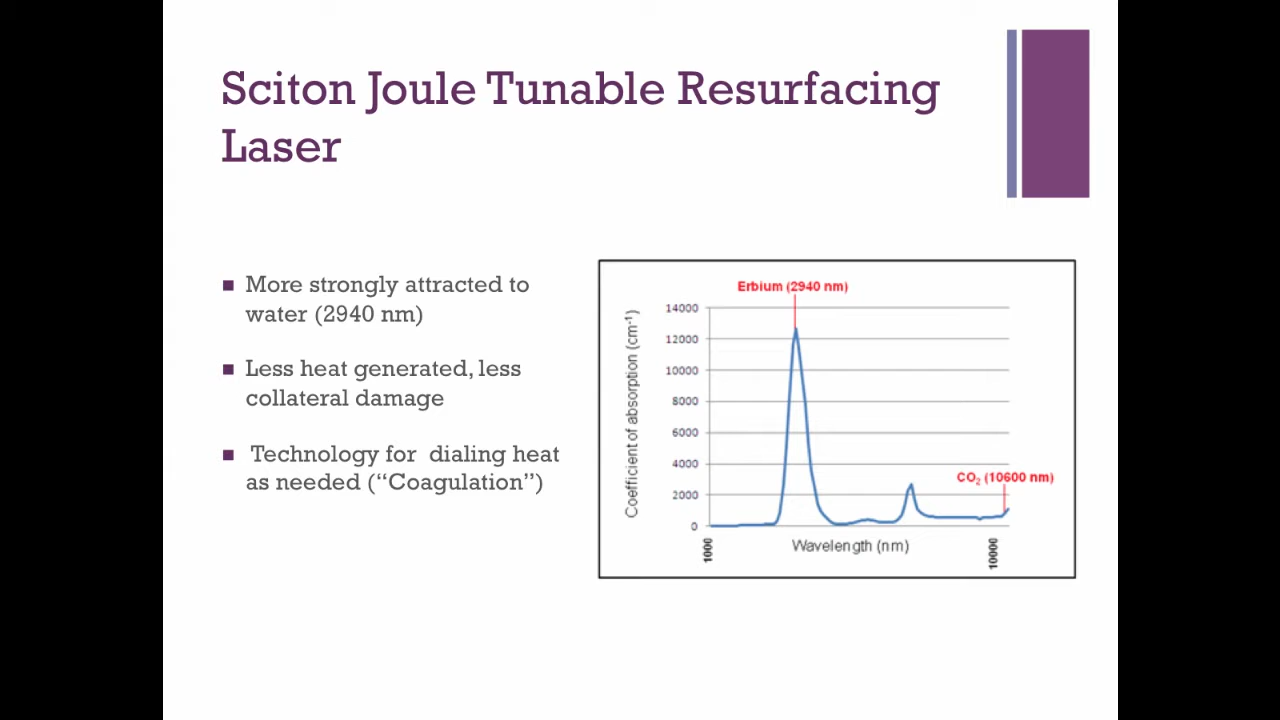 Sciton Joule Tunable Resurfacing
Laser
More strongly attracted to
water (2940 nm)
Less heat generated, less
collateral damage
Technology for dialing heat
as needed (“Coagulation”)
Erbium (2940 nm)
14000
12000
10000
8000
6000
4000
2000
0
Coefficient of absorption (cm⁻¹)
CO₂ (10600 nm)
1000
Wavelength (nm)
10000